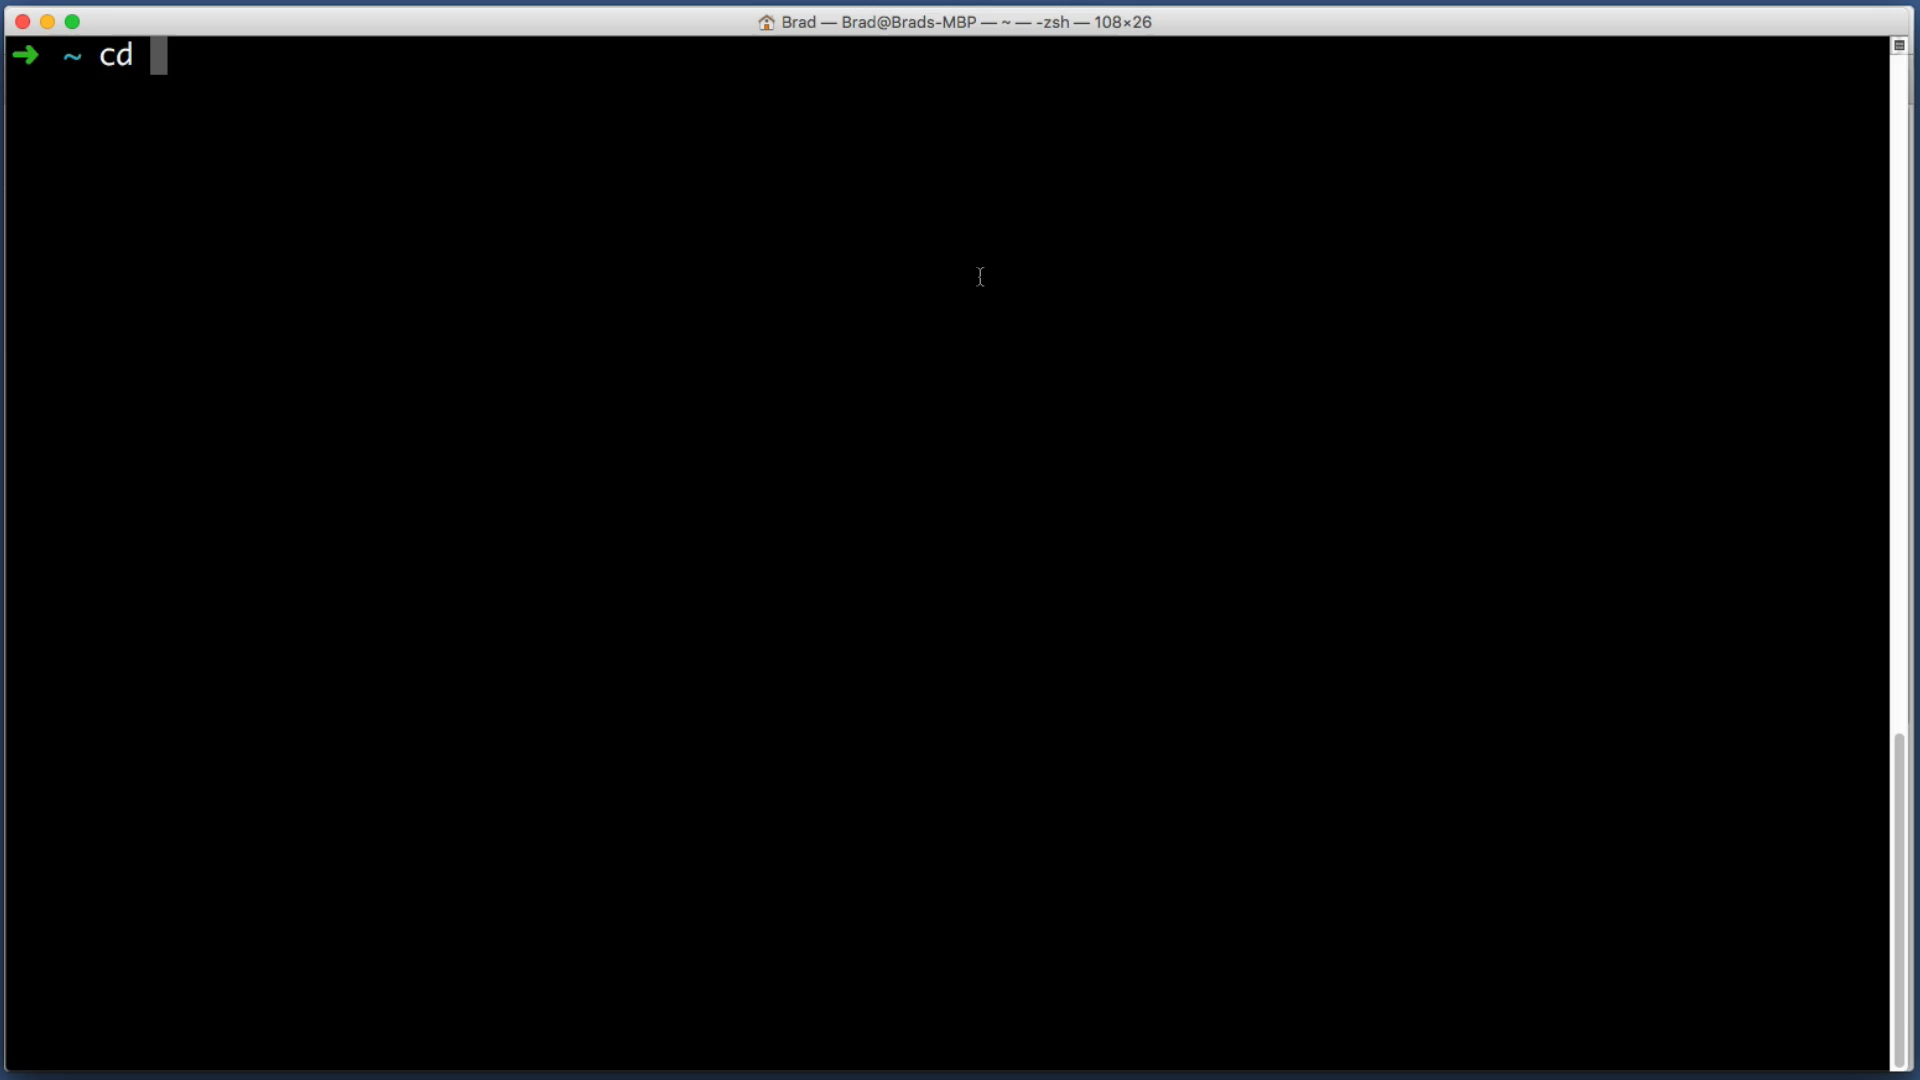 Brad — Brad@Brads-MBP — ~ — -zsh — 108×26
➜ ~ cd